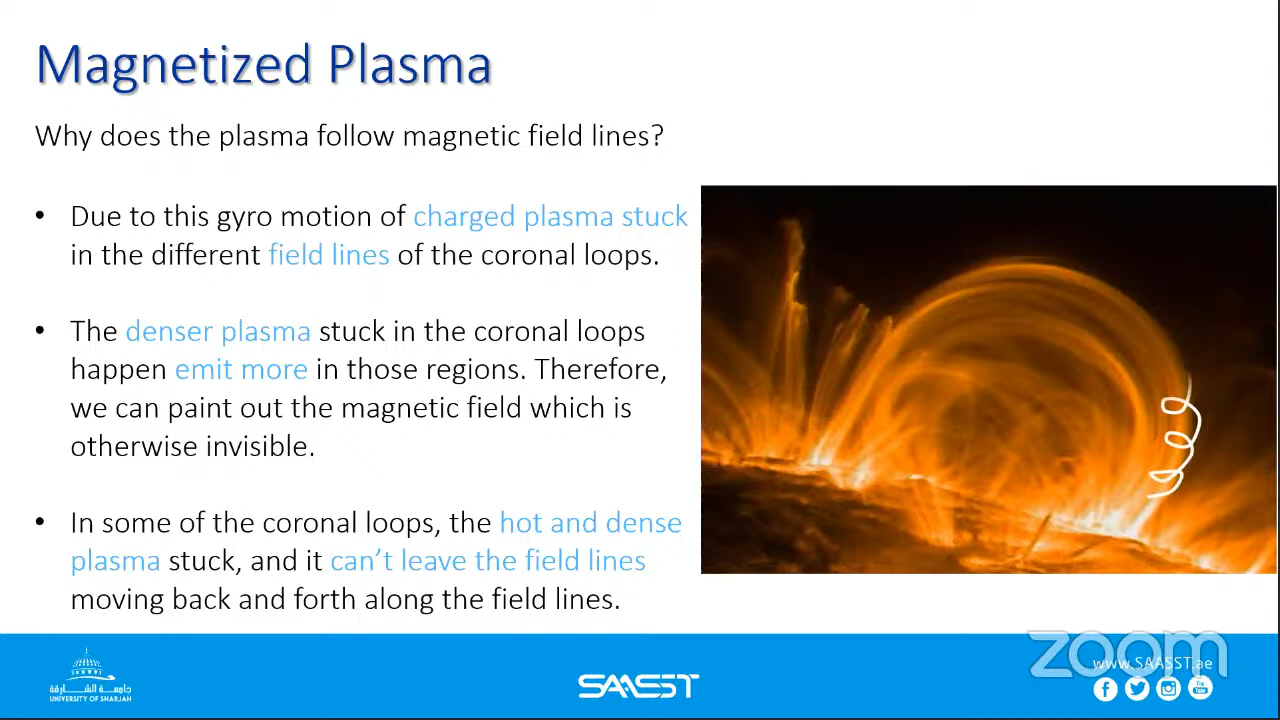 Magnetized Plasma
Why does the plasma follow magnetic field lines?
• Due to this gyro motion of charged plasma stuck
in the different field lines of the coronal loops.
• The denser plasma stuck in the coronal loops
happen emit more in those regions. Therefore,
we can paint out the magnetic field which is
otherwise invisible.
• In some of the coronal loops, the hot and dense
plasma stuck, and it can’t leave the field lines
moving back and forth along the field lines.
جامعة الشارقة
UNIVERSITY OF SHARJAH
SAASST
zoom
www.SAASST.ae
You
Tube